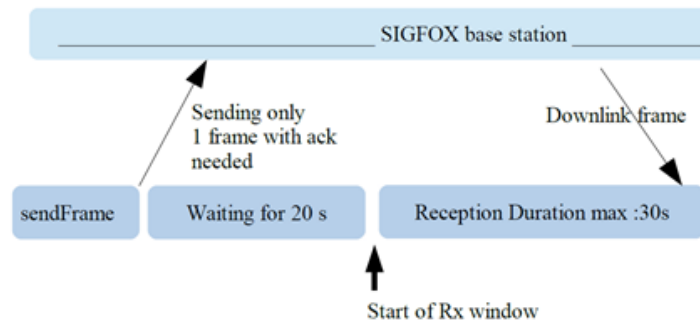 SIGFOX base station
Sending only
1 frame with ack
needed
Downlink frame
sendFrame
Waiting for 20 s
Reception Duration max :30s
Start of Rx window